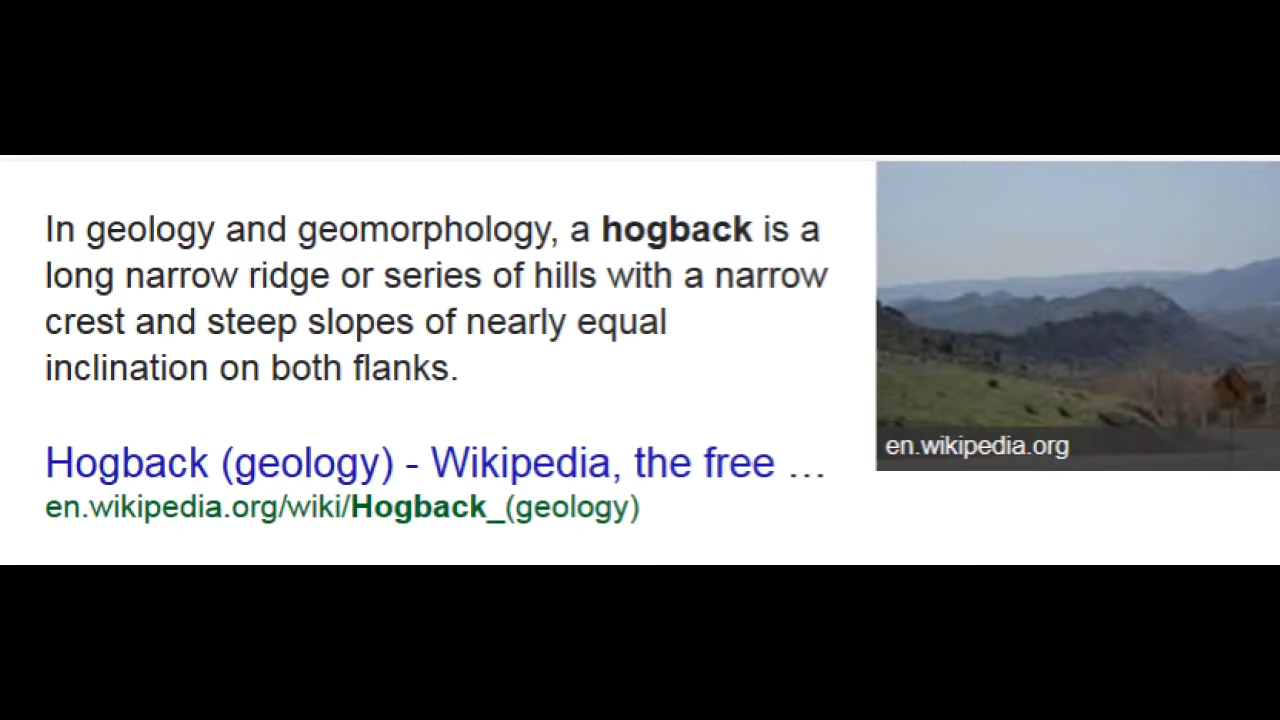 In geology and geomorphology, a hogback is a
long narrow ridge or series of hills with a narrow
crest and steep slopes of nearly equal
inclination on both flanks.
Hogback (geology) - Wikipedia, the free ...
en.wikipedia.org/wiki/Hogback_(geology)
en.wikipedia.org